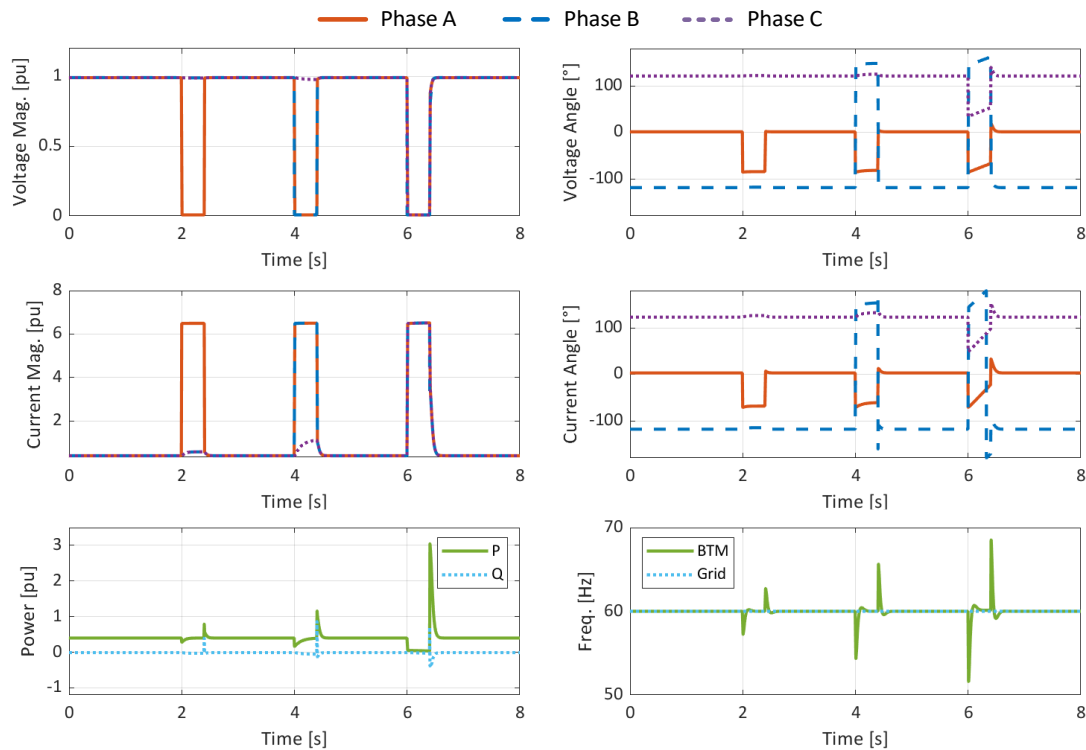 Phase A Phase B Phase C
Voltage Mag. [pu]
1
0.5
0
0 2 4 6 8
Time [s]
Voltage Angle [°]
100
0
-100
0 2 4 6 8
Time [s]
Current Mag. [pu]
8
6
4
2
0 2 4 6 8
Time [s]
Current Angle [°]
100
0
-100
0 2 4 6 8
Time [s]
Power [pu]
3
2
1
0
-1
P
Q
0 2 4 6 8
Time [s]
Freq. [Hz]
70
60
50
BTM
Grid
0 2 4 6 8
Time [s]